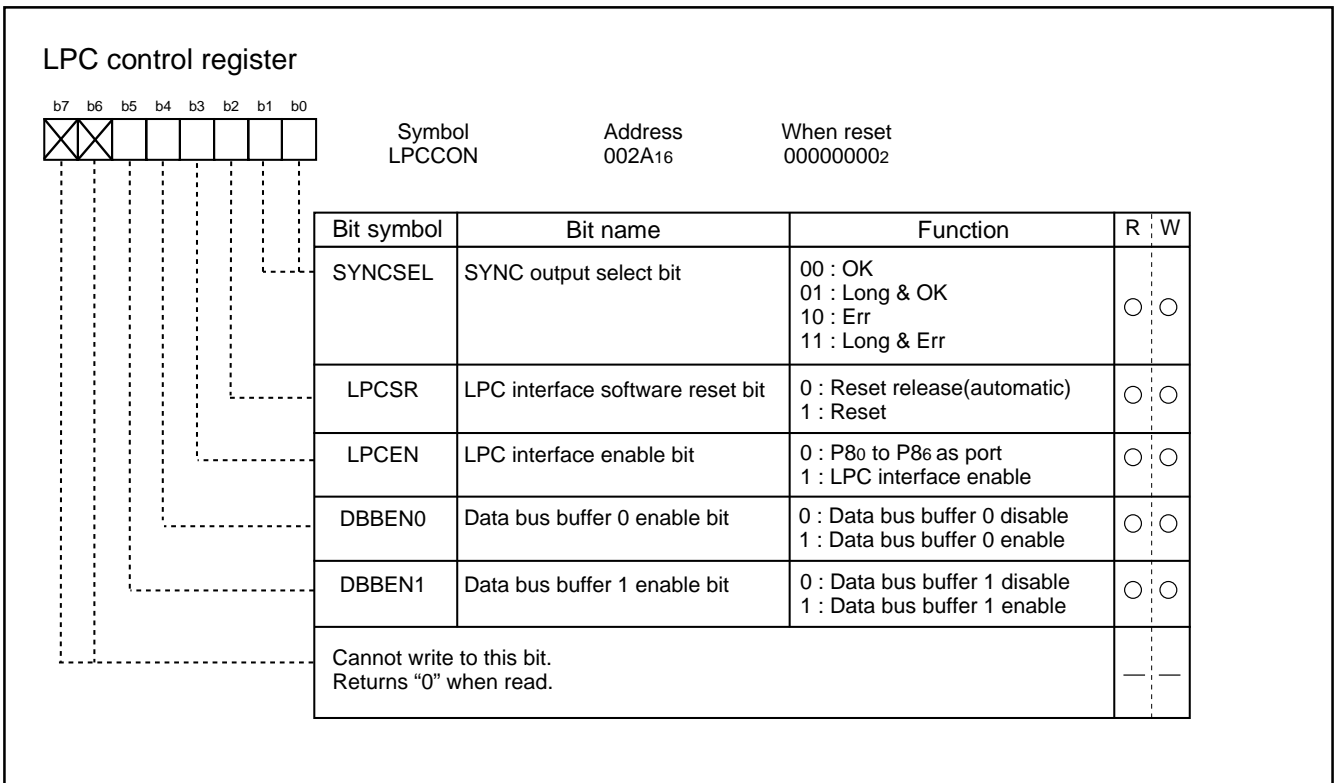 LPC control register
b7 b6 b5 b4 b3 b2 b1 b0
Symbol Address When reset
LPCCON 002A16 000000002
Bit symbol Bit name Function R W
SYNCSEL SYNC output select bit 00 : OK
01 : Long & OK
10 : Err
11 : Long & Err
LPCSR LPC interface software reset bit 0 : Reset release(automatic)
1 : Reset
LPCEN LPC interface enable bit 0 : P80 to P86 as port
1 : LPC interface enable
DBBEN0 Data bus buffer 0 enable bit 0 : Data bus buffer 0 disable
1 : Data bus buffer 0 enable
DBBEN1 Data bus buffer 1 enable bit 0 : Data bus buffer 1 disable
1 : Data bus buffer 1 enable
Cannot write to this bit.
Returns “0” when read. — —